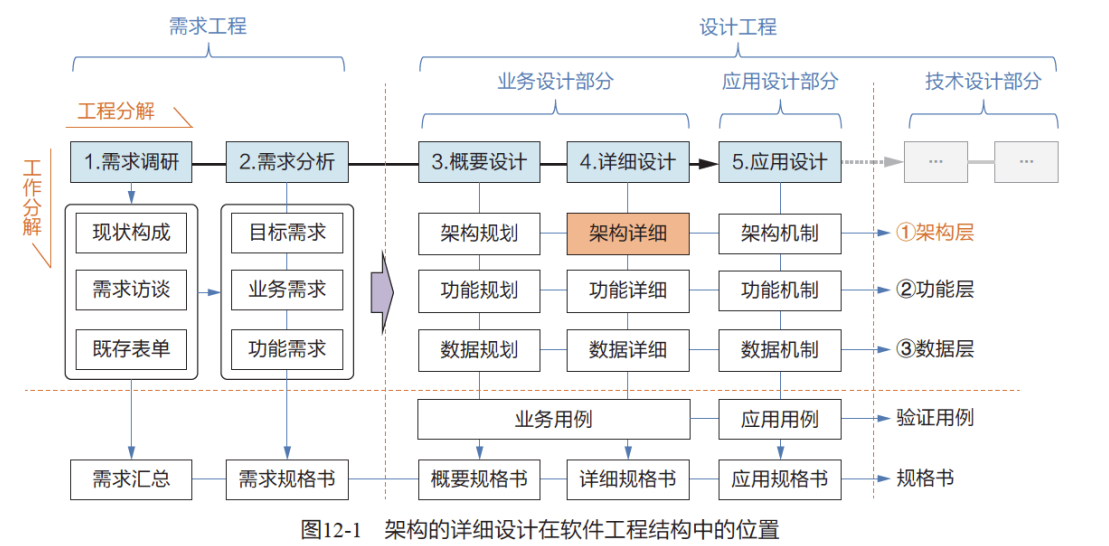 需求工程
设计工程
业务设计部分
应用设计部分
技术设计部分
工程分解
工作分解
1.需求调研
2.需求分析
3.概要设计
4.详细设计
5.应用设计
...
...
现状构成
目标需求
架构规划
架构详细
架构机制
①架构层
需求访谈
业务需求
功能规划
功能详细
功能机制
②功能层
既存表单
功能需求
数据规划
数据详细
数据机制
③数据层
业务用例
应用用例
验证用例
需求汇总
需求规格书
概要规格书
详细规格书
应用规格书
规格书
图12-1 架构的详细设计在软件工程结构中的位置